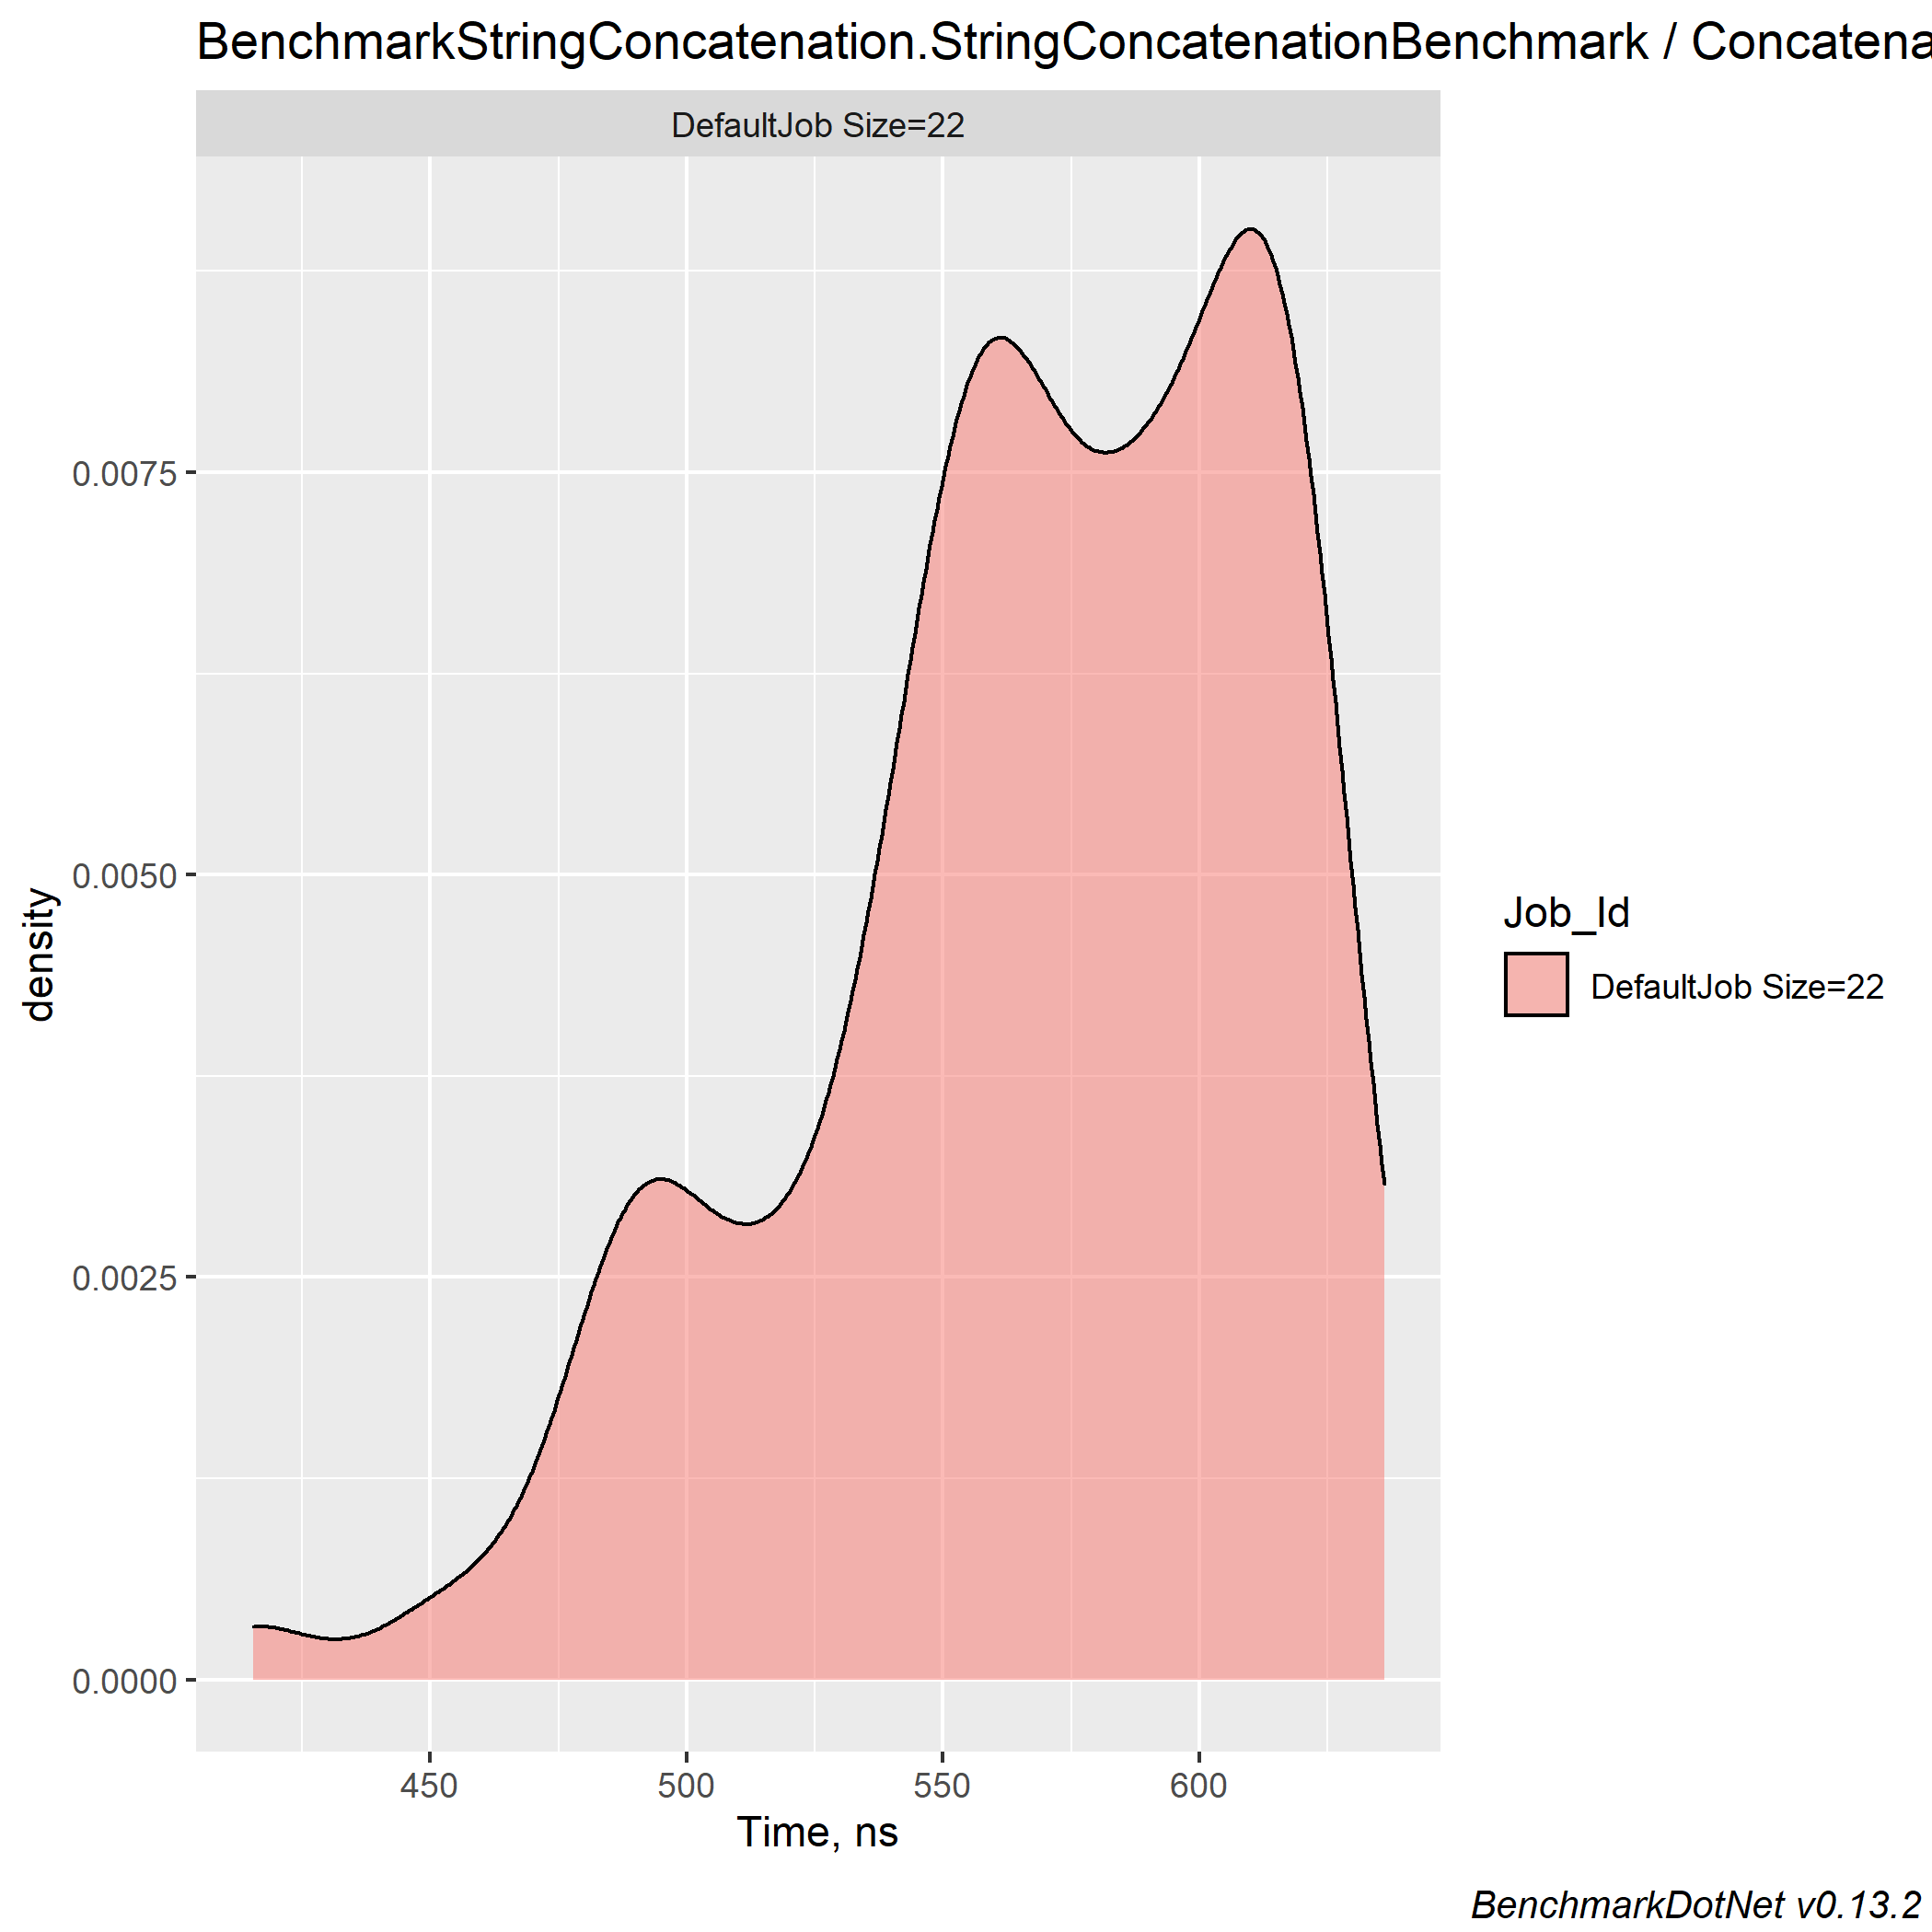 BenchmarkStringConcatenation.StringConcatenationBenchmark / Concatena
DefaultJob Size=22
0.0075
0.0050
0.0025
0.0000
density
450 500 550 600
Time, ns
Job_Id
DefaultJob Size=22
BenchmarkDotNet v0.13.2